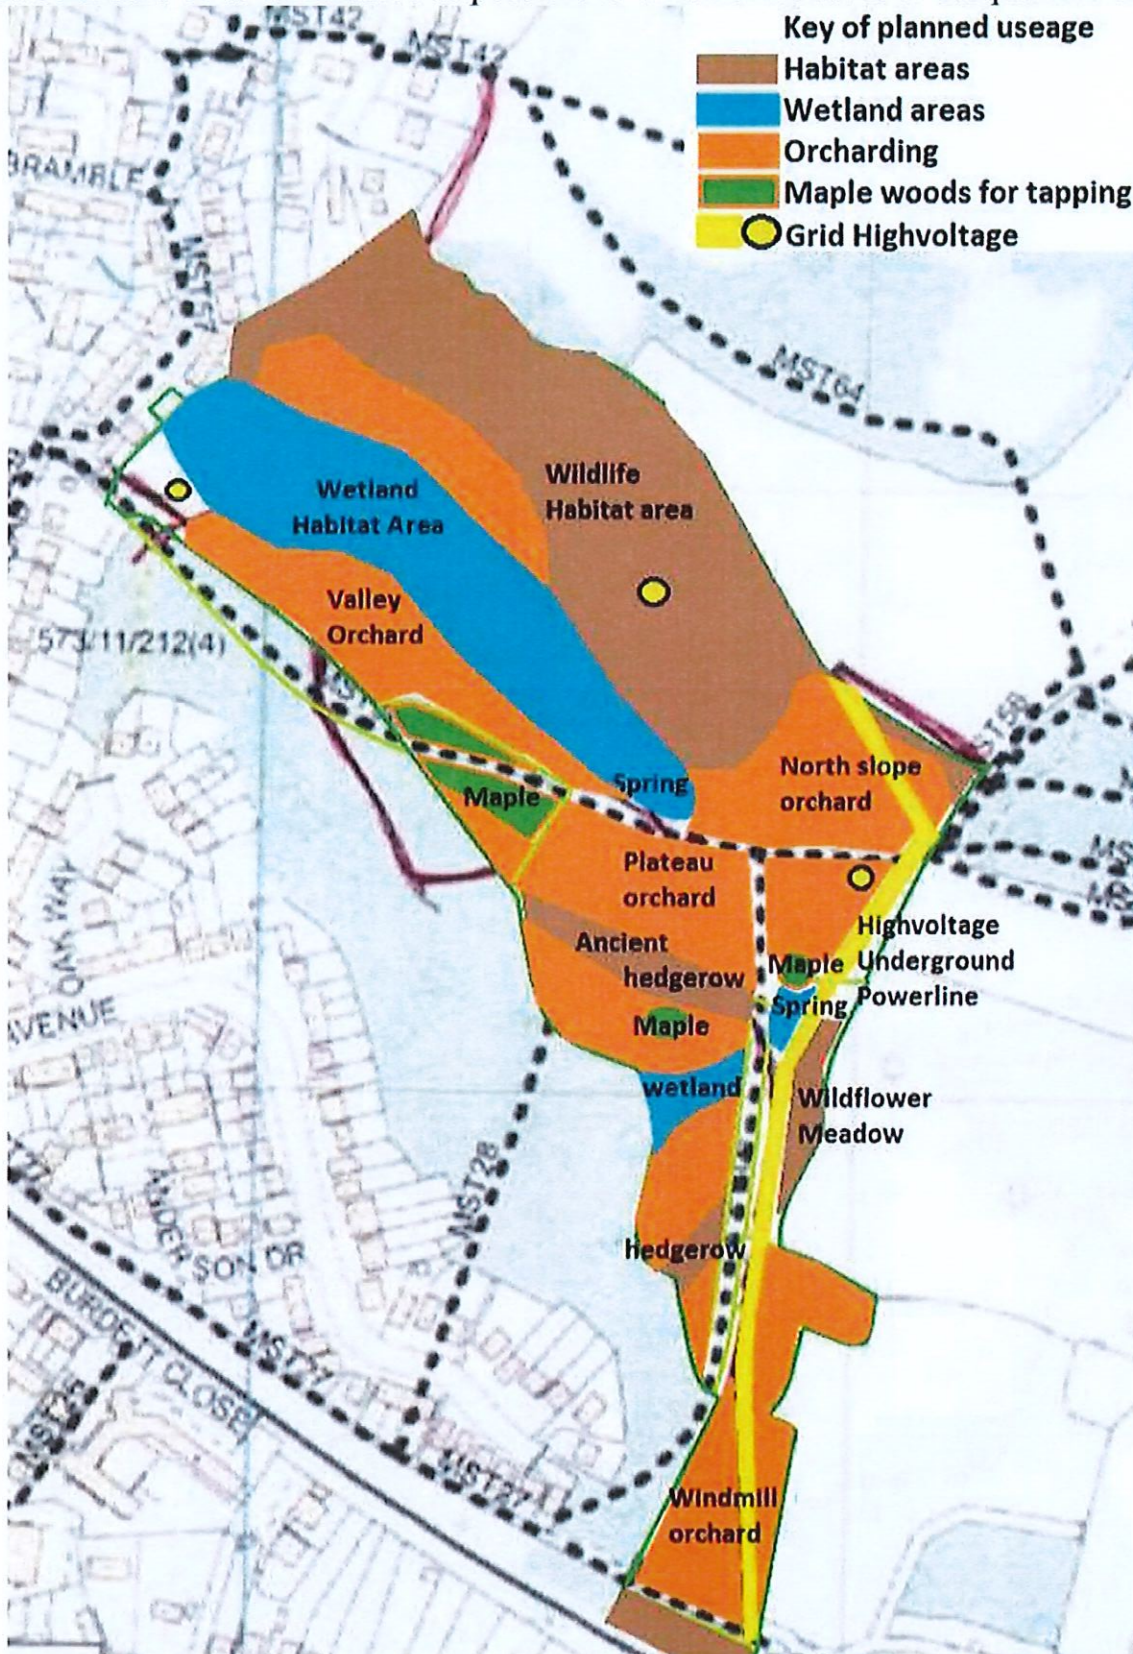 MST42
MST42
Key of planned useage
Habitat areas
Wetland areas
Orcharding
Maple woods for tapping
Grid Highvoltage
BRAMBLE
MST57
MST64
Wildlife
Habitat area
Wetland
Habitat Area
Valley
Orchard
573/11/212(4)
North slope
orchard
Spring
Maple
Plateau
orchard
OAK WAY
Ancient
hedgerow
Highvoltage
Underground
Powerline
Maple
Spring
Maple
AVENUE
wetland
Wildflower
Meadow
MST28
ANDERSON DR
hedgerow
BURDETT CLOSE
MST27
MST27
Windmill
orchard